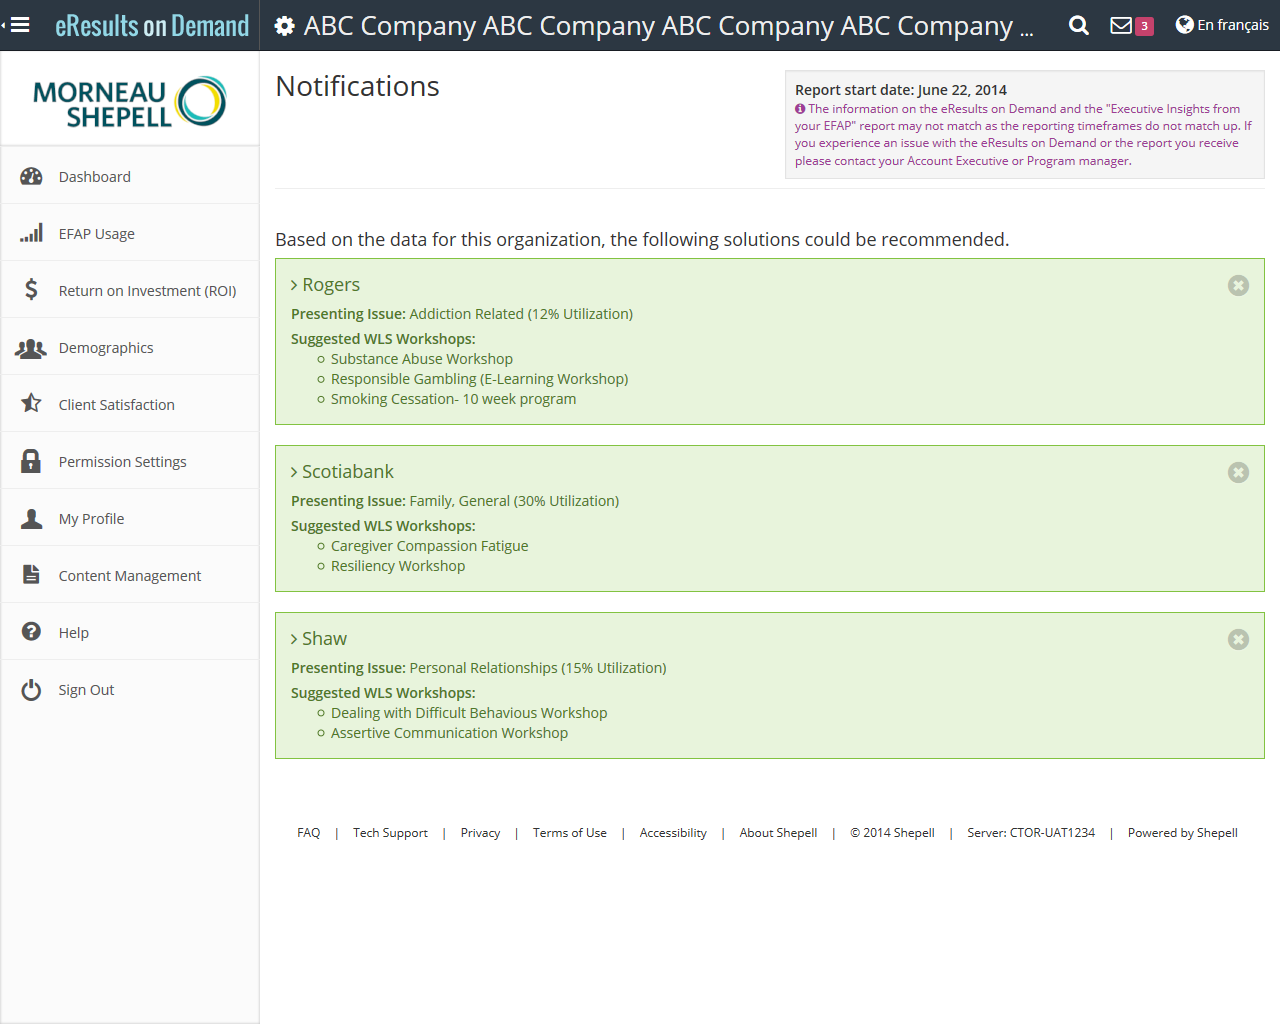 eResults on Demand
ABC Company ABC Company ABC Company ABC Company ...
3
En français
MORNEAU
SHEPELL
Dashboard
EFAP Usage
Return on Investment (ROI)
Demographics
Client Satisfaction
Permission Settings
My Profile
Content Management
Help
Sign Out
Notifications
Report start date: June 22, 2014
The information on the eResults on Demand and the "Executive Insights from
your EFAP" report may not match as the reporting timeframes do not match up. If
you experience an issue with the eResults on Demand or the report you receive
please contact your Account Executive or Program manager.
Based on the data for this organization, the following solutions could be recommended.
Rogers
Presenting Issue: Addiction Related (12% Utilization)
Suggested WLS Workshops:
Substance Abuse Workshop
Responsible Gambling (E-Learning Workshop)
Smoking Cessation- 10 week program
Scotiabank
Presenting Issue: Family, General (30% Utilization)
Suggested WLS Workshops:
Caregiver Compassion Fatigue
Resiliency Workshop
Shaw
Presenting Issue: Personal Relationships (15% Utilization)
Suggested WLS Workshops:
Dealing with Difficult Behavious Workshop
Assertive Communication Workshop
FAQ | Tech Support | Privacy | Terms of Use | Accessibility | About Shepell | © 2014 Shepell | Server: CTOR-UAT1234 | Powered by Shepell